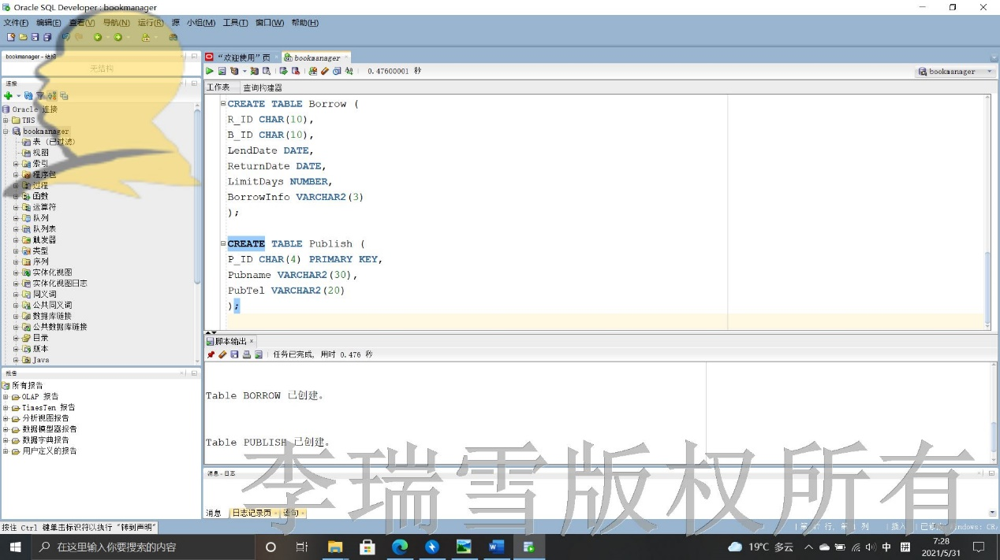 Oracle SQL Developer : bookmanager
文件(F) 编辑(E) 查看(V) 导航(N) 运行(R) 源 小组(M) 工具(T) 窗口(W) 帮助(H)
bookmanager - 结构
无结构
连接
Oracle 连接
TNS
bookmanager
表 (已过滤)
视图
索引
程序包
过程
函数
运算符
队列
队列表
触发器
类型
序列
实体化视图
实体化视图日志
同义词
公共同义词
数据库链接
公共数据库链接
目录
版本
Java
报告
所有报告
OLAP 报告
TimesTen 报告
分析视图报告
数据模型器报告
数据字典报告
用户定义的报告
“欢迎使用”页
bookmanager
0.47600001 秒
bookmanager
工作表
查询构建器
CREATE TABLE Borrow (
R_ID CHAR(10),
B_ID CHAR(10),
LendDate DATE,
ReturnDate DATE,
LimitDays NUMBER,
BorrowInfo VARCHAR2(3)
);
CREATE TABLE Publish (
P_ID CHAR(4) PRIMARY KEY,
Pubname VARCHAR2(30),
PubTel VARCHAR2(20)
);
脚本输出
任务已完成, 用时 0.476 秒
Table BORROW 已创建。
Table PUBLISH 已创建。
李瑞雪版权所有
消息 - 日志
消息 日志记录页 语句
按住 Ctrl 键单击标识符以执行 "转到声明"
插入
在这里输入你要搜索的内容
19°C 多云
中
7:28
2021/5/31